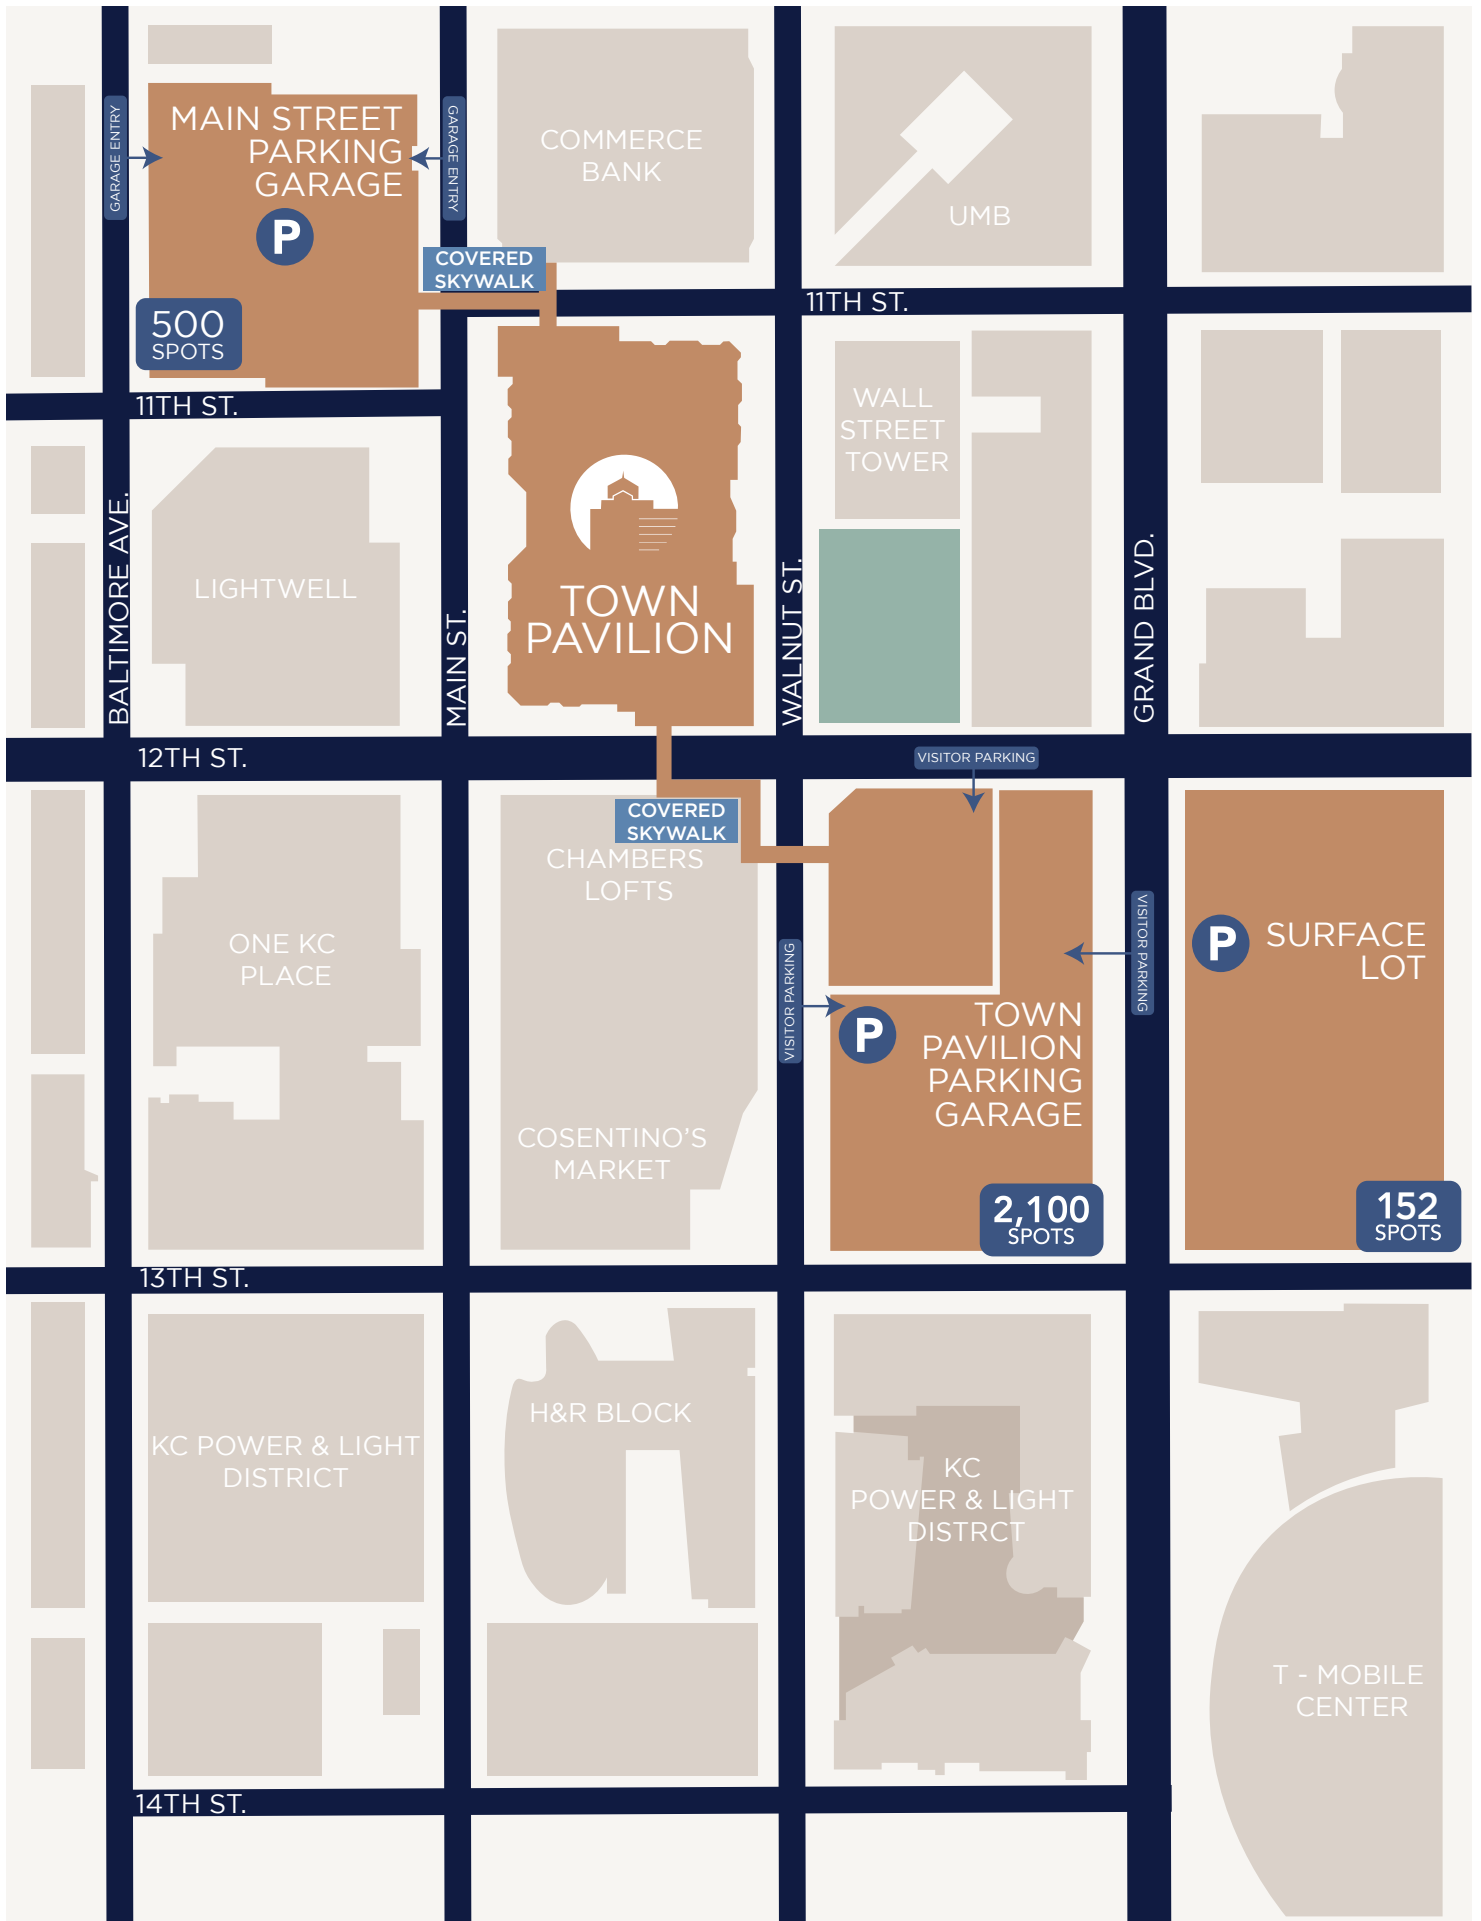 MAIN STREET
PARKING
GARAGE
GARAGE ENTRY
GARAGE ENTRY
P
500
SPOTS
COMMERCE
BANK
UMB
COVERED
SKYWALK
11TH ST.
11TH ST.
WALL
STREET
TOWER
LIGHTWELL
TOWN
PAVILION
BALTIMORE AVE.
MAIN ST.
WALNUT ST.
GRAND BLVD.
12TH ST.
VISITOR PARKING
COVERED
SKYWALK
CHAMBERS
LOFTS
ONE KC
PLACE
VISITOR PARKING
VISITOR PARKING
P
SURFACE
LOT
P
TOWN
PAVILION
PARKING
GARAGE
COSENTINO'S
MARKET
2,100
SPOTS
152
SPOTS
13TH ST.
KC POWER & LIGHT
DISTRICT
H&R BLOCK
KC
POWER & LIGHT
DISTRCT
T - MOBILE
CENTER
14TH ST.